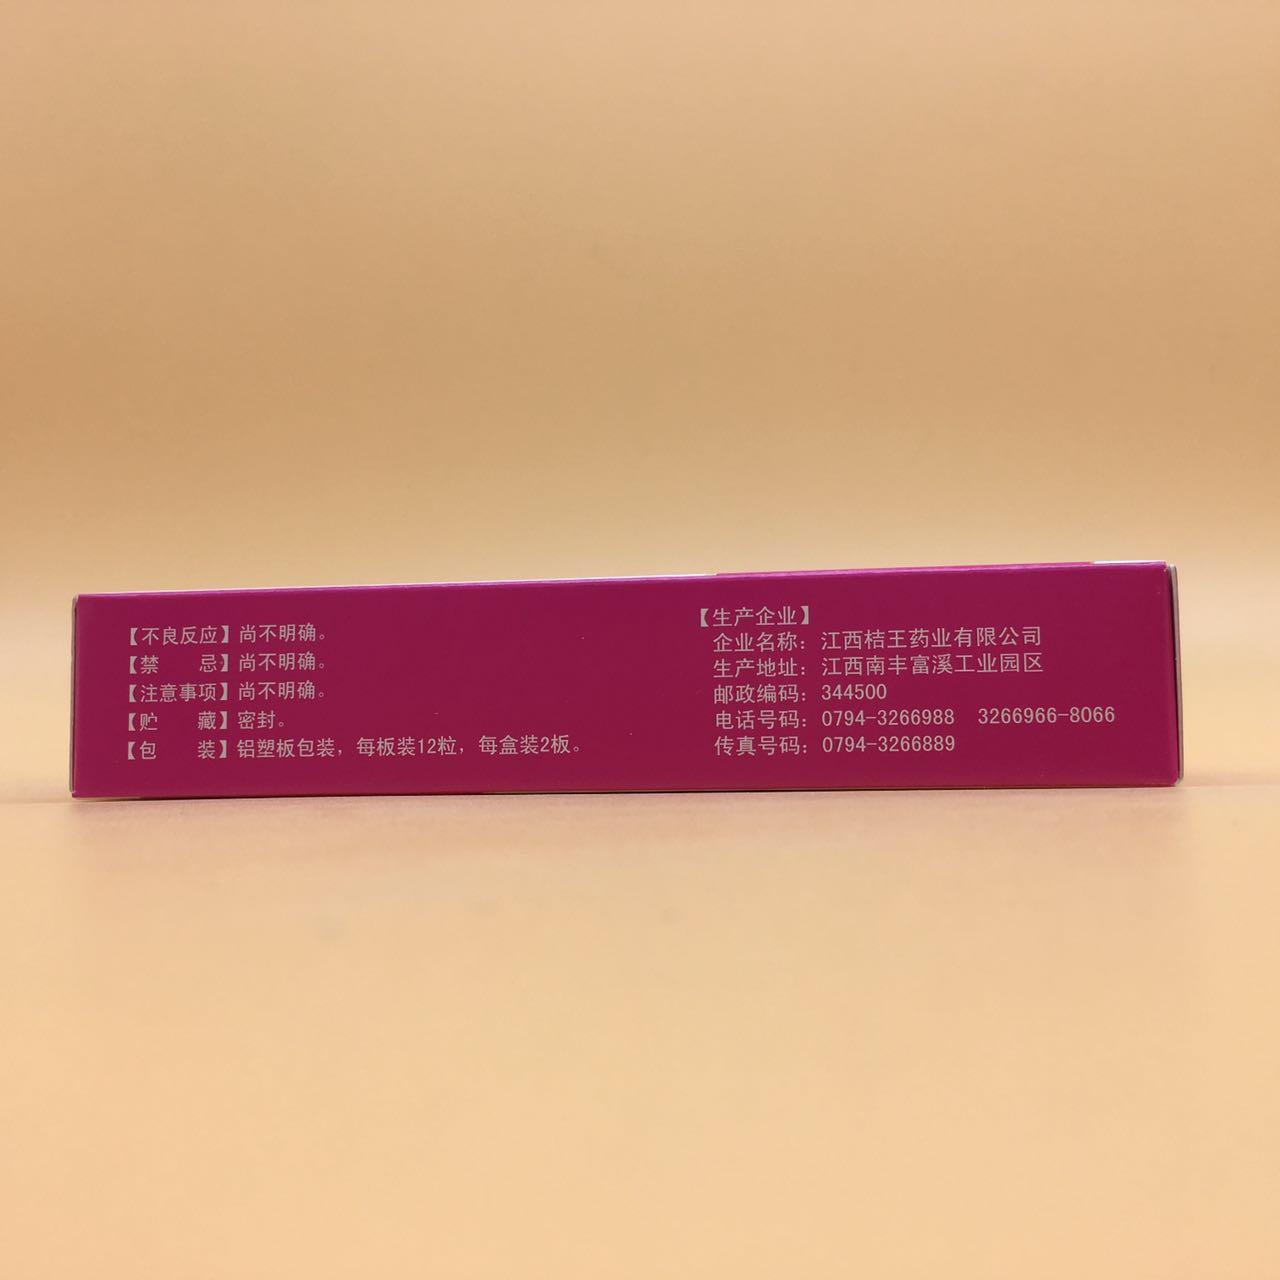 【不良反应】尚不明确。
【禁　　忌】尚不明确。
【注意事项】尚不明确。
【贮　　藏】密封。
【包　　装】铝塑板包装，每板装12粒，每盒装2板。
【生产企业】
企业名称：江西桔王药业有限公司
生产地址：江西南丰富溪工业园区
邮政编码：344500
电话号码：0794-3266988　3266966-8066
传真号码：0794-3266889